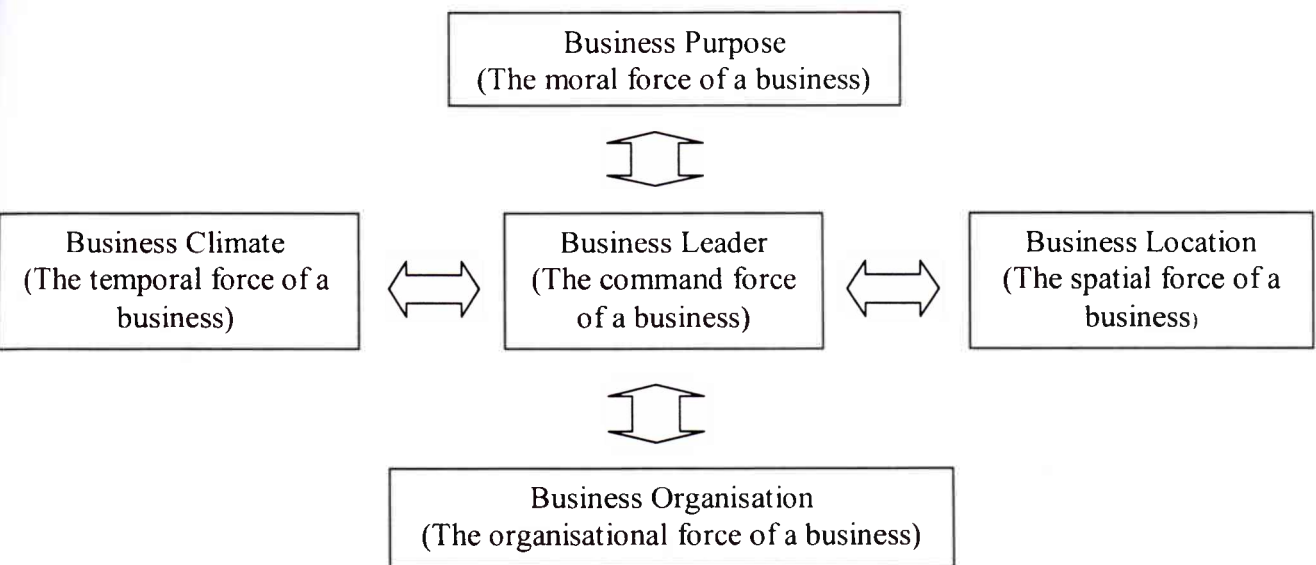 Business Purpose
(The moral force of a business)
Business Climate
(The temporal force of a
business)
Business Leader
(The command force
of a business)
Business Location
(The spatial force of a
business)
Business Organisation
(The organisational force of a business)